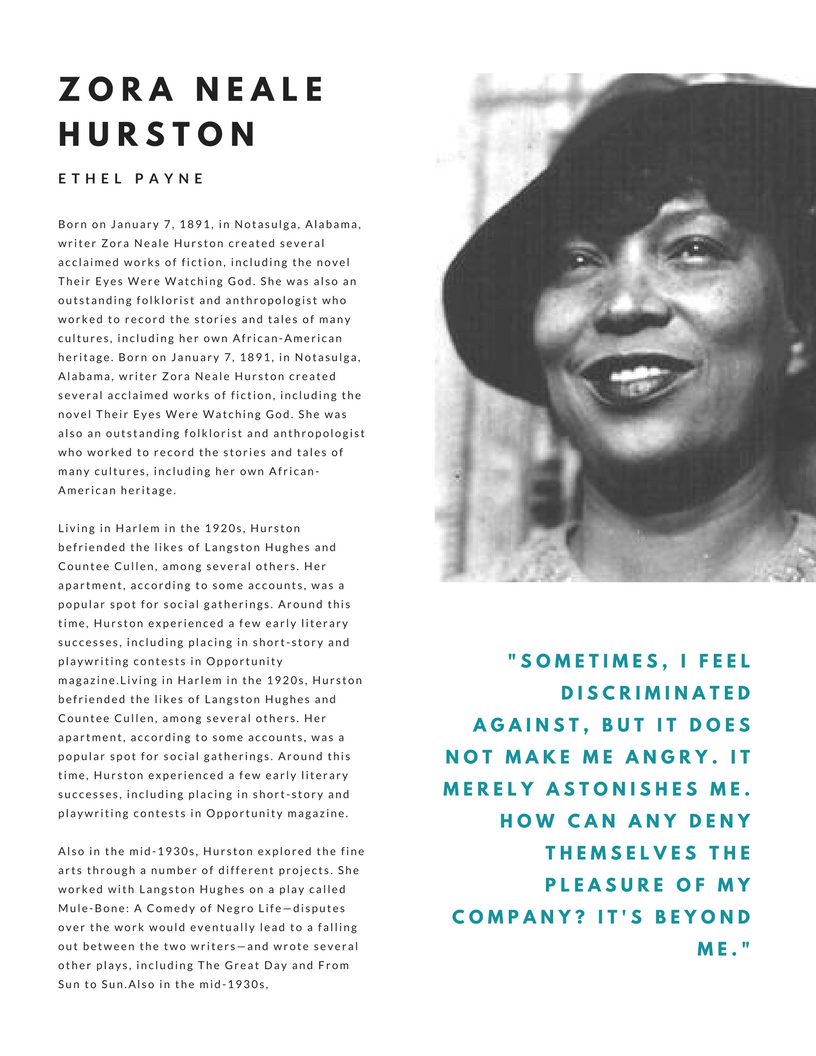 ZORA NEALE
HURSTON
ETHEL PAYNE
Born on January 7, 1891, in Notasulga, Alabama,
writer Zora Neale Hurston created several
acclaimed works of fiction, including the novel
Their Eyes Were Watching God. She was also an
outstanding folklorist and anthropologist who
worked to record the stories and tales of many
cultures, including her own African-American
heritage. Born on January 7, 1891, in Notasulga,
Alabama, writer Zora Neale Hurston created
several acclaimed works of fiction, including the
novel Their Eyes Were Watching God. She was
also an outstanding folklorist and anthropologist
who worked to record the stories and tales of
many cultures, including her own African-
American heritage.
Living in Harlem in the 1920s, Hurston
befriended the likes of Langston Hughes and
Countee Cullen, among several others. Her
apartment, according to some accounts, was a
popular spot for social gatherings. Around this
time, Hurston experienced a few early literary
successes, including placing in short-story and
playwriting contests in Opportunity
magazine.Living in Harlem in the 1920s, Hurston
befriended the likes of Langston Hughes and
Countee Cullen, among several others. Her
apartment, according to some accounts, was a
popular spot for social gatherings. Around this
time, Hurston experienced a few early literary
successes, including placing in short-story and
playwriting contests in Opportunity magazine.
Also in the mid-1930s, Hurston explored the fine
arts through a number of different projects. She
worked with Langston Hughes on a play called
Mule-Bone: A Comedy of Negro Life—disputes
over the work would eventually lead to a falling
out between the two writers—and wrote several
other plays, including The Great Day and From
Sun to Sun.Also in the mid-1930s,
"SOMETIMES, I FEEL
DISCRIMINATED
AGAINST, BUT IT DOES
NOT MAKE ME ANGRY. IT
MERELY ASTONISHES ME.
HOW CAN ANY DENY
THEMSELVES THE
PLEASURE OF MY
COMPANY? IT'S BEYOND
ME."